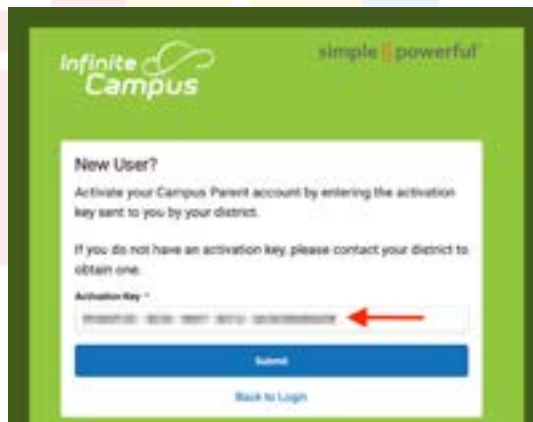 Infinite
Campus
simple powerful
New User?
Activate your Campus Parent account by entering the activation
key sent to you by your district.
If you do not have an activation key, please contact your district to
obtain one.
Activation Key *
Submit
Back to Login